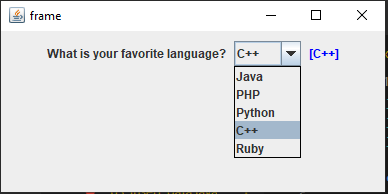 frame
What is your favorite language? C++ [C++]
Java
PHP
Python
C++
Ruby